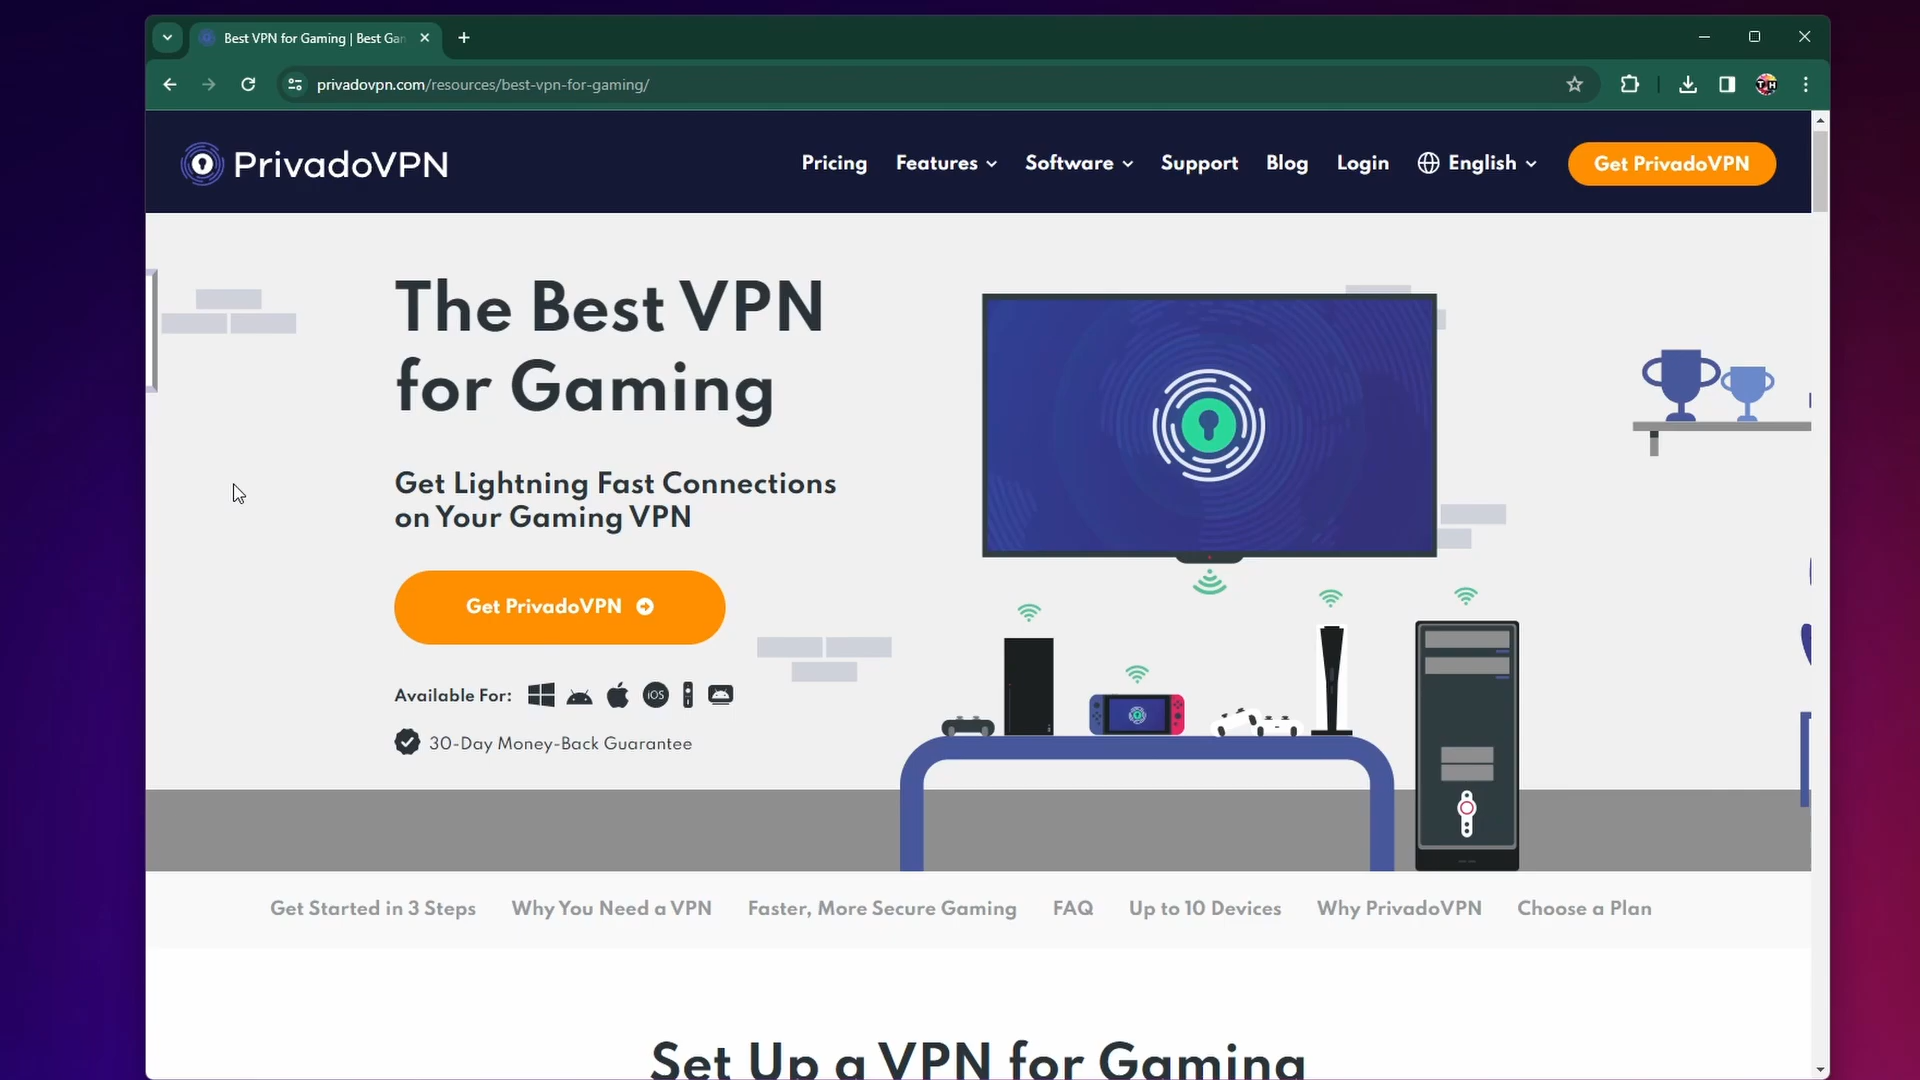 Best VPN for Gaming | Best Gar
privadovpn.com/resources/best-vpn-for-gaming/
TH
PrivadoVPN
Pricing
Features
Software
Support
Blog
Login
English
Get PrivadoVPN
The Best VPN
for Gaming
Get Lightning Fast Connections
on Your Gaming VPN
Get PrivadoVPN
Available For:
iOS
30-Day Money-Back Guarantee
Get Started in 3 Steps
Why You Need a VPN
Faster, More Secure Gaming
FAQ
Up to 10 Devices
Why PrivadoVPN
Choose a Plan
Set Up a VPN for Gaming